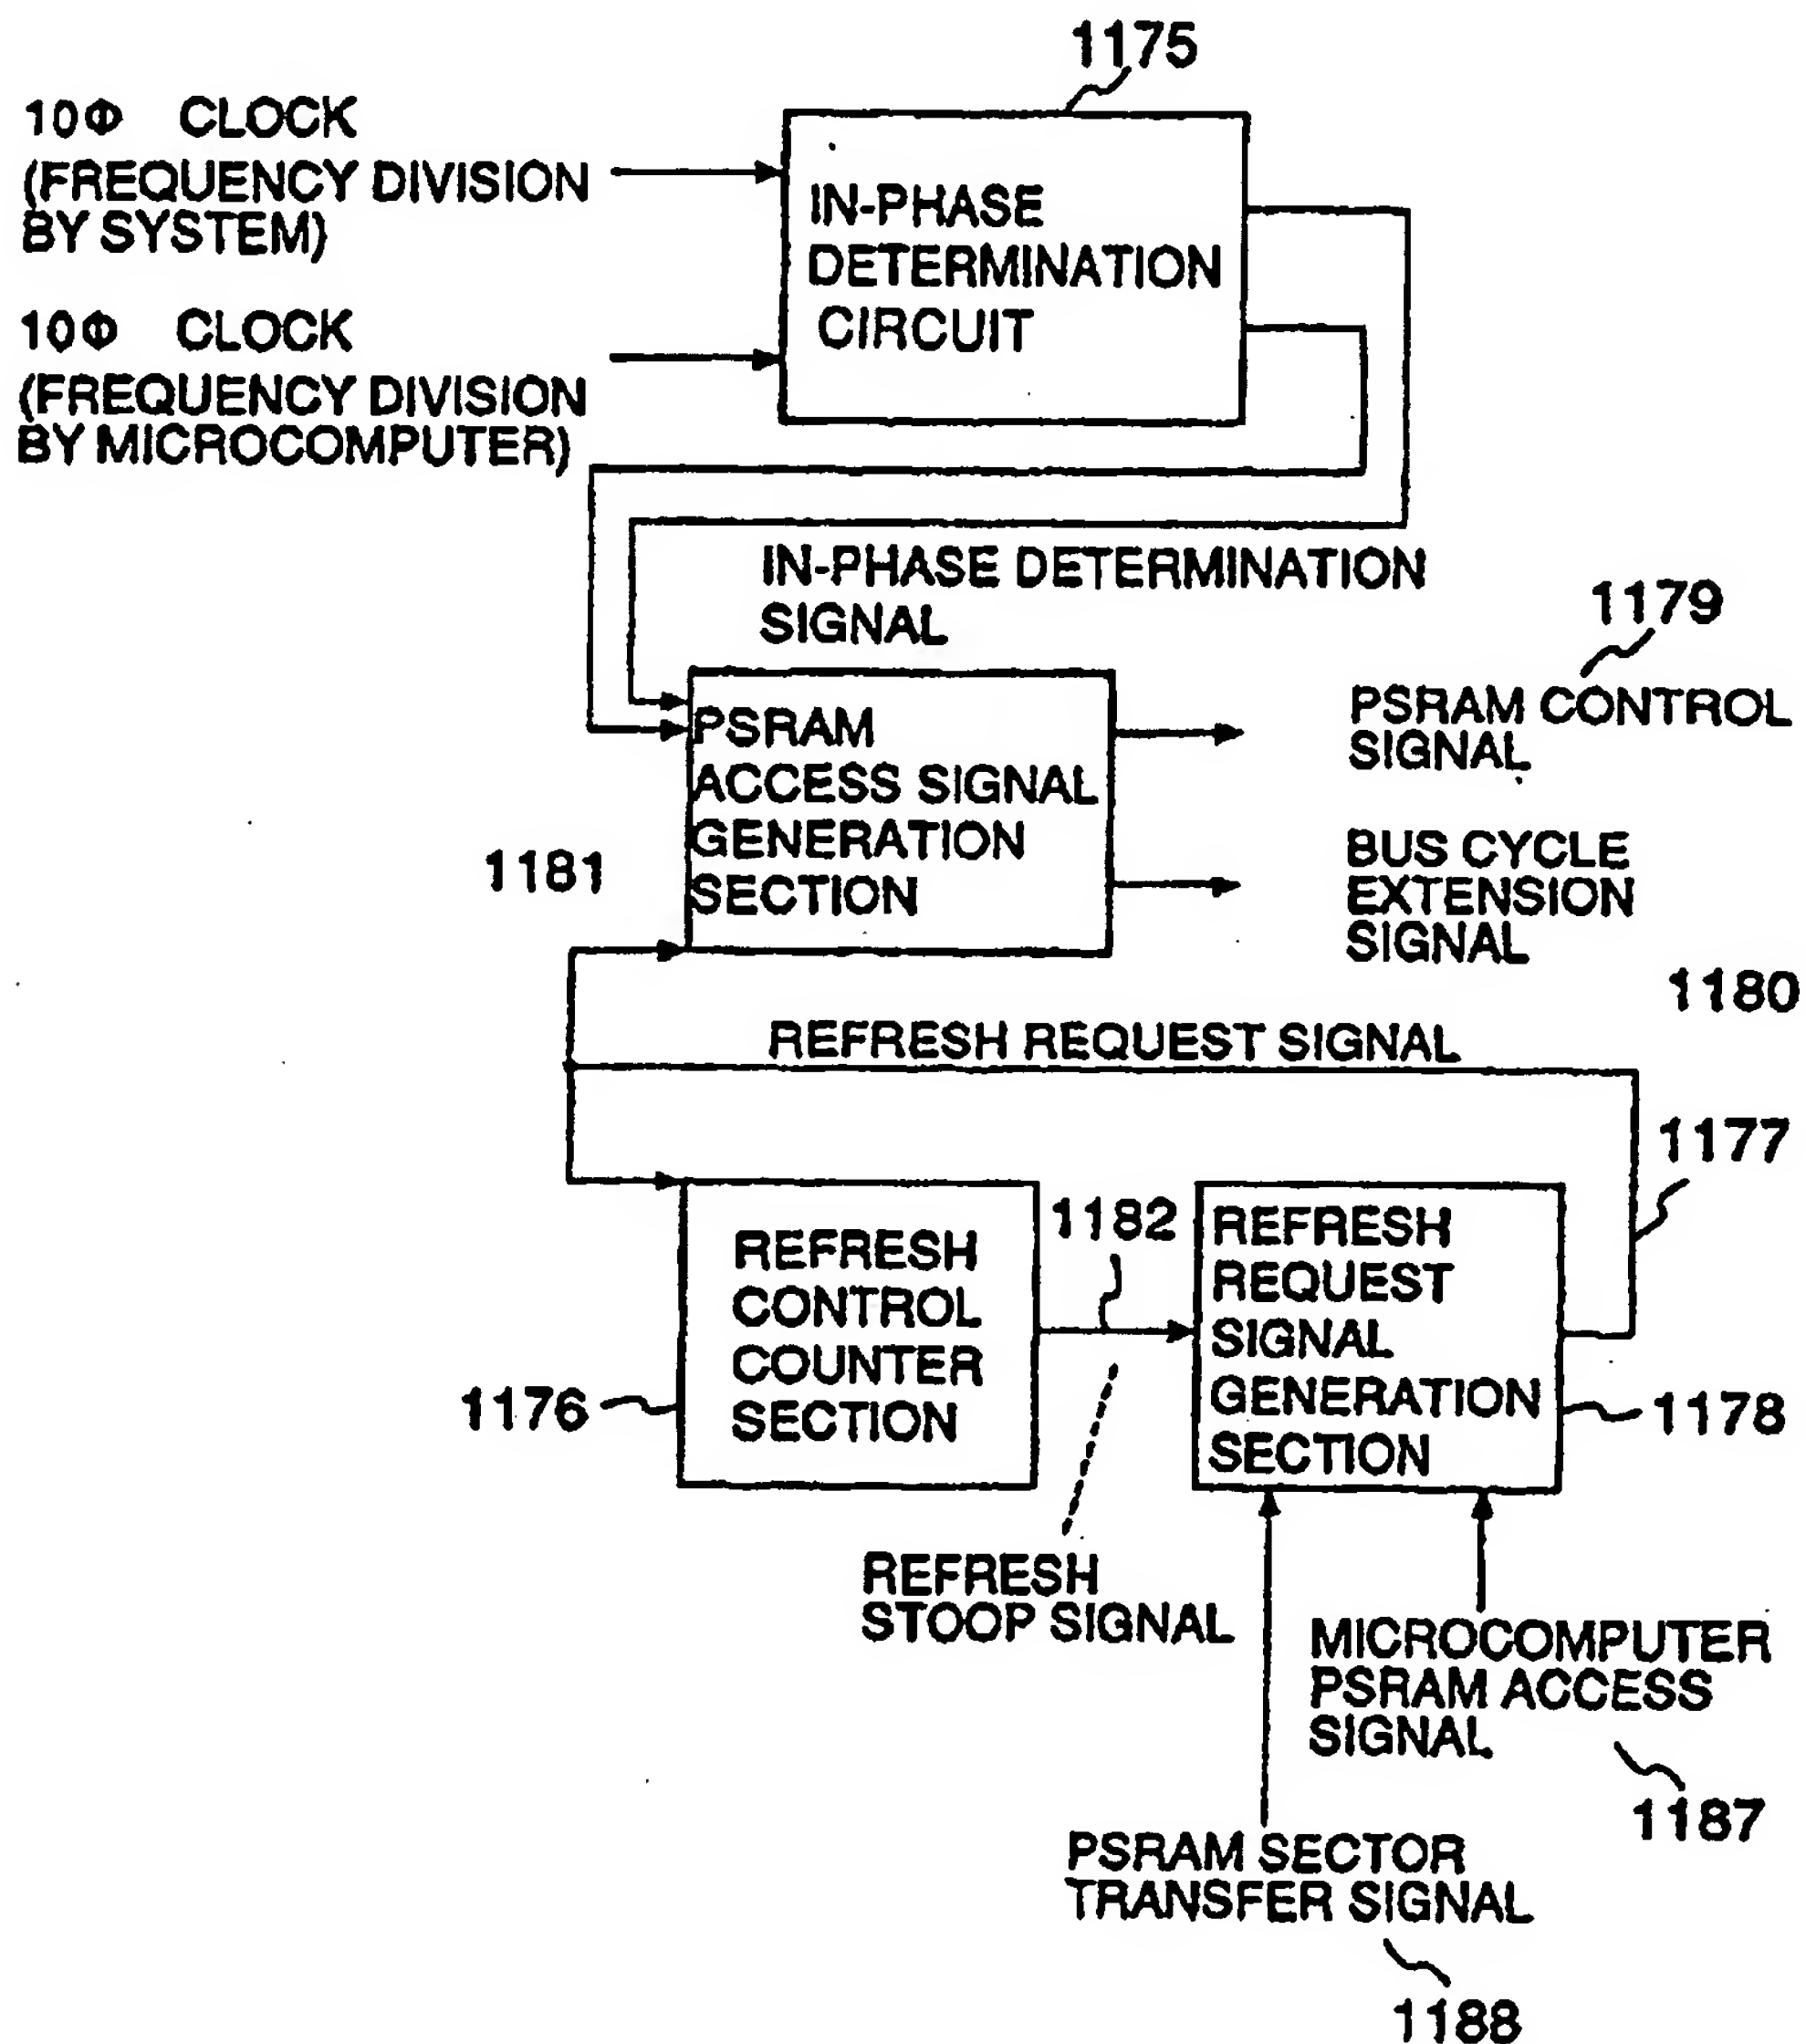 1175
10Φ CLOCK
(FREQUENCY DIVISION
BY SYSTEM)
10Φ CLOCK
(FREQUENCY DIVISION
BY MICROCOMPUTER)
IN-PHASE
DETERMINATION
CIRCUIT
IN-PHASE DETERMINATION
SIGNAL
1179
PSRAM CONTROL
SIGNAL
PSRAM
ACCESS SIGNAL
GENERATION
SECTION
1181
BUS CYCLE
EXTENSION
SIGNAL
1180
REFRESH REQUEST SIGNAL
1177
REFRESH
CONTROL
COUNTER
SECTION
1176
1182
REFRESH
REQUEST
SIGNAL
GENERATION
SECTION
1178
REFRESH
STOOP SIGNAL
MICROCOMPUTER
PSRAM ACCESS
SIGNAL
1187
PSRAM SECTOR
TRANSFER SIGNAL
1188